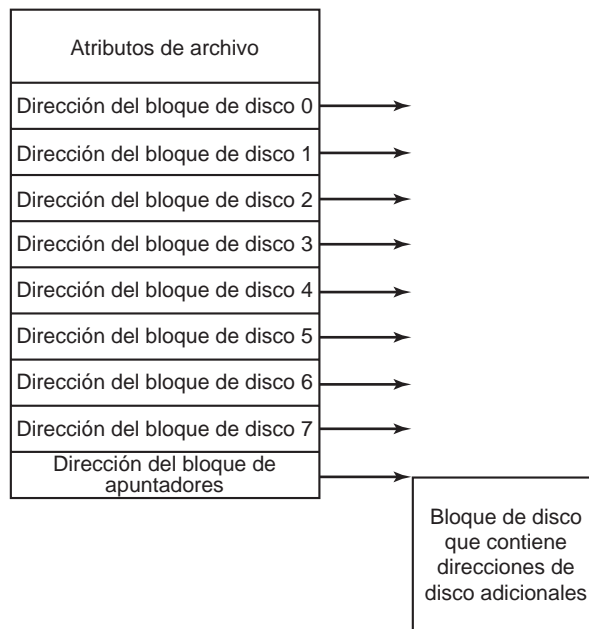 Atributos de archivo
Dirección del bloque de disco 0
Dirección del bloque de disco 1
Dirección del bloque de disco 2
Dirección del bloque de disco 3
Dirección del bloque de disco 4
Dirección del bloque de disco 5
Dirección del bloque de disco 6
Dirección del bloque de disco 7
Dirección del bloque de
apuntadores
Bloque de disco
que contiene
direcciones de
disco adicionales